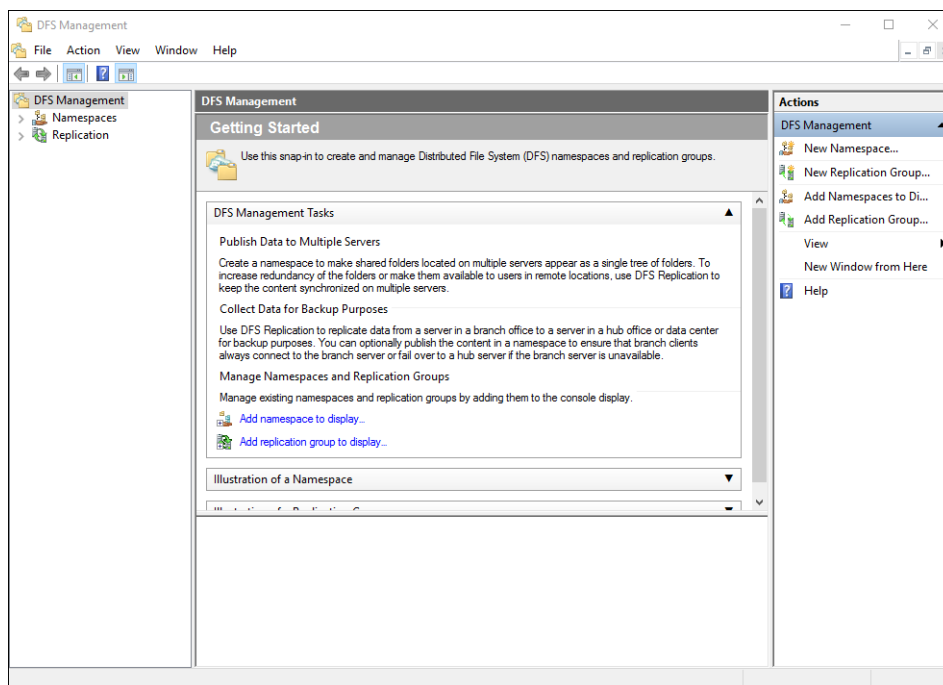 DFS Management
File Action View Window Help
DFS Management
Namespaces
Replication
DFS Management
Getting Started
Use this snap-in to create and manage Distributed File System (DFS) namespaces and replication groups.
DFS Management Tasks
Publish Data to Multiple Servers
Create a namespace to make shared folders located on multiple servers appear as a single tree of folders. To
increase redundancy of the folders or make them available to users in remote locations, use DFS Replication to
keep the content synchronized on multiple servers.
Collect Data for Backup Purposes
Use DFS Replication to replicate data from a server in a branch office to a server in a hub office or data center
for backup purposes. You can optionally publish the content in a namespace to ensure that branch clients
always connect to the branch server or fail over to a hub server if the branch server is unavailable.
Manage Namespaces and Replication Groups
Manage existing namespaces and replication groups by adding them to the console display.
Add namespace to display...
Add replication group to display...
Illustration of a Namespace
Actions
DFS Management
New Namespace...
New Replication Group...
Add Namespaces to Di...
Add Replication Group...
View
New Window from Here
Help